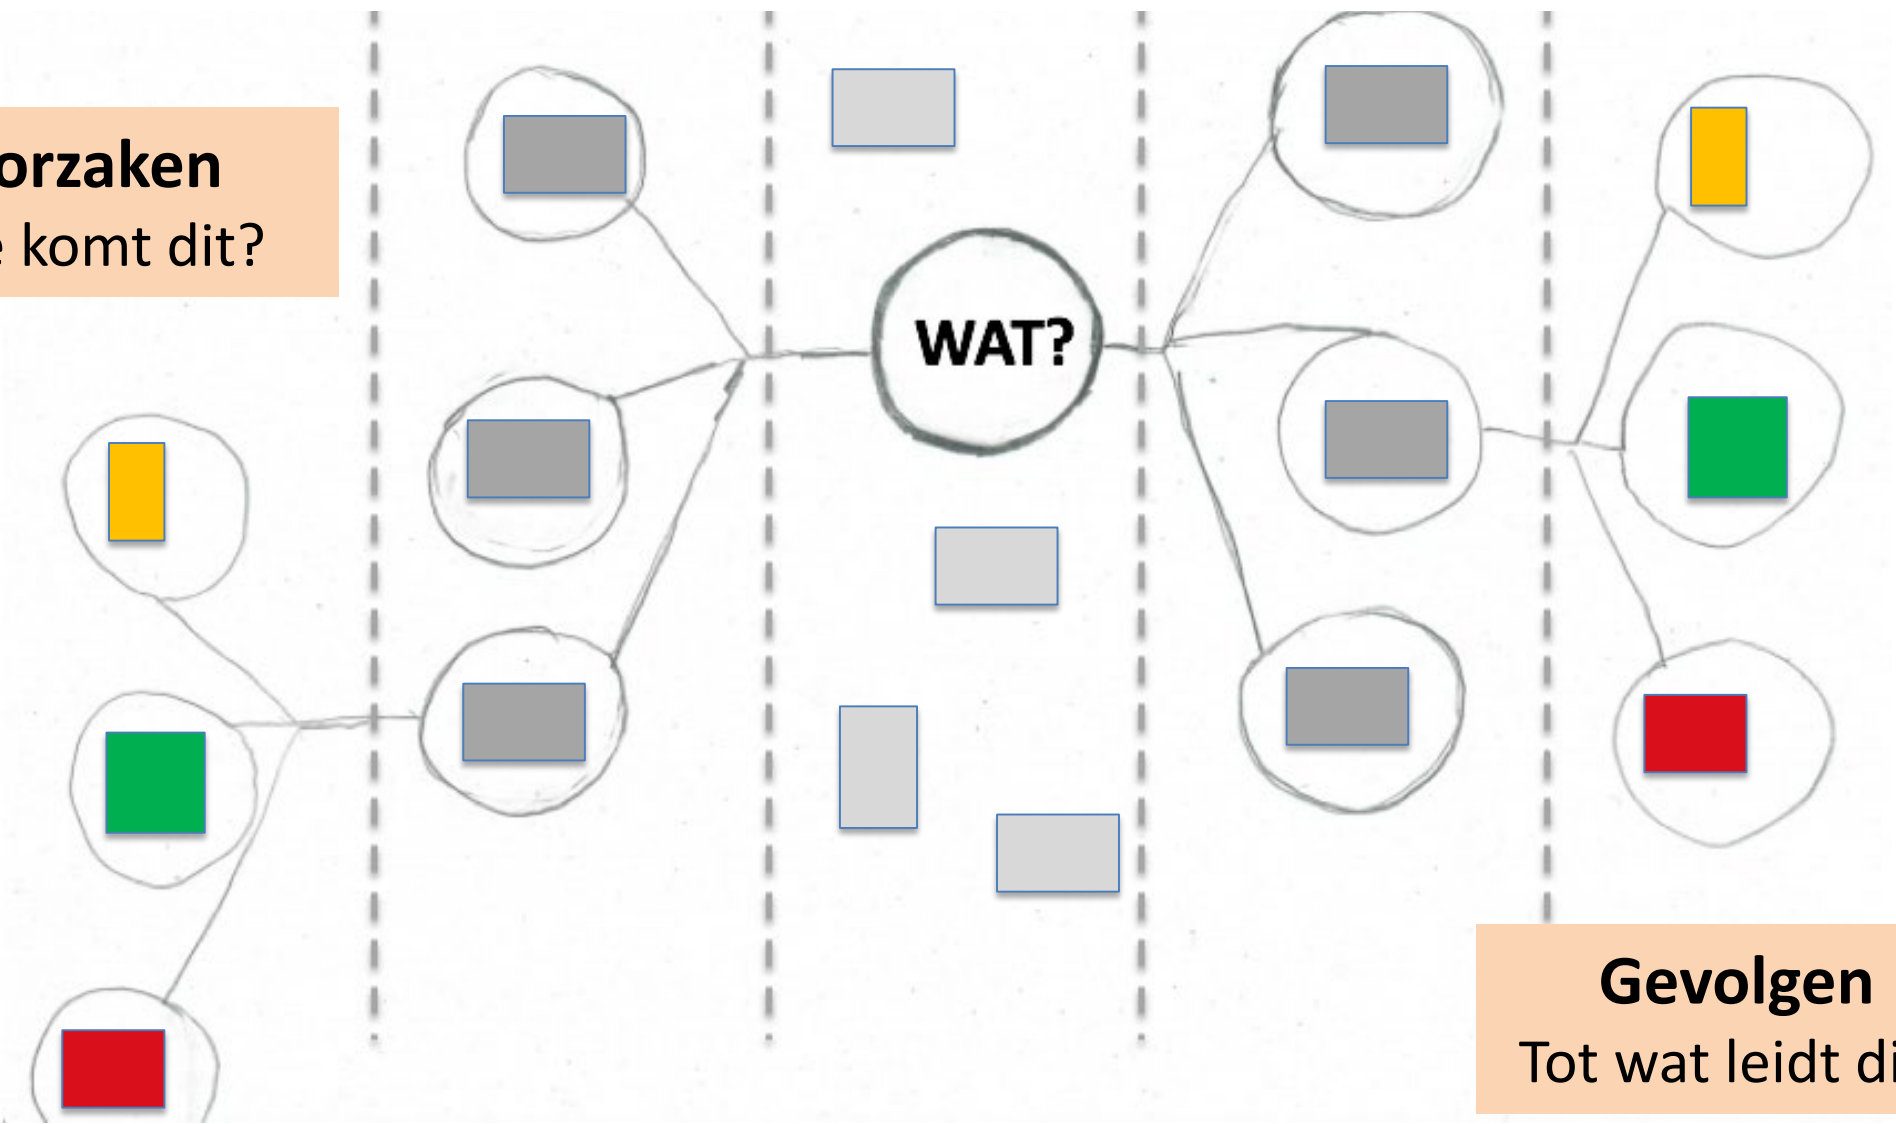 orzaken
komt dit?
WAT?
Gevolgen
Tot wat leidt di